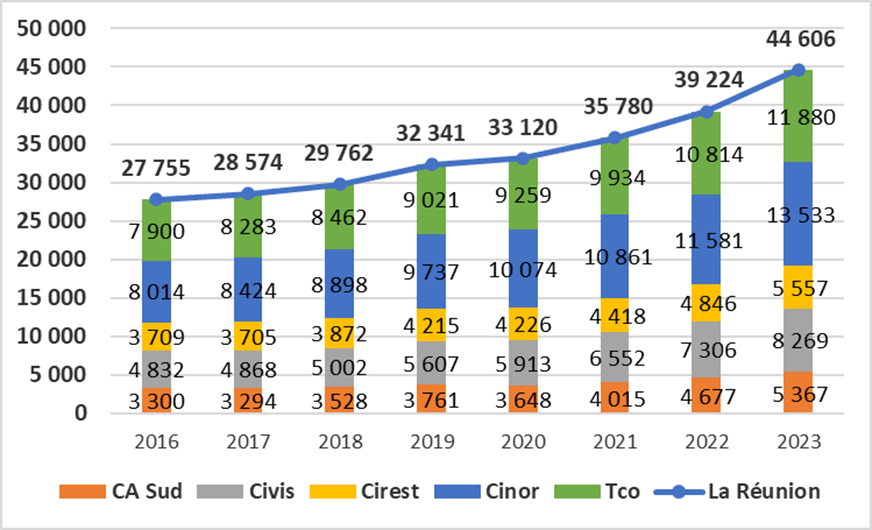 50 000
45 000
40 000
35 000
30 000
25 000
20 000
15 000
10 000
5 000
0
27 755 28 574 29 762 32 341 33 120 35 780 39 224 44 606
7 900 8 283 8 462 9 021 9 259 9 934 10 814 11 880
8 014 8 424 8 898 9 737 10 074 10 861 11 581 13 533
3 709 3 705 3 872 4 215 4 226 4 418 4 846 5 557
4 832 4 868 5 002 5 607 5 913 6 552 7 306 8 269
3 300 3 294 3 528 3 761 3 648 4 015 4 677 5 367
2016 2017 2018 2019 2020 2021 2022 2023
CA Sud Civis Cirest Cinor Tco La Réunion